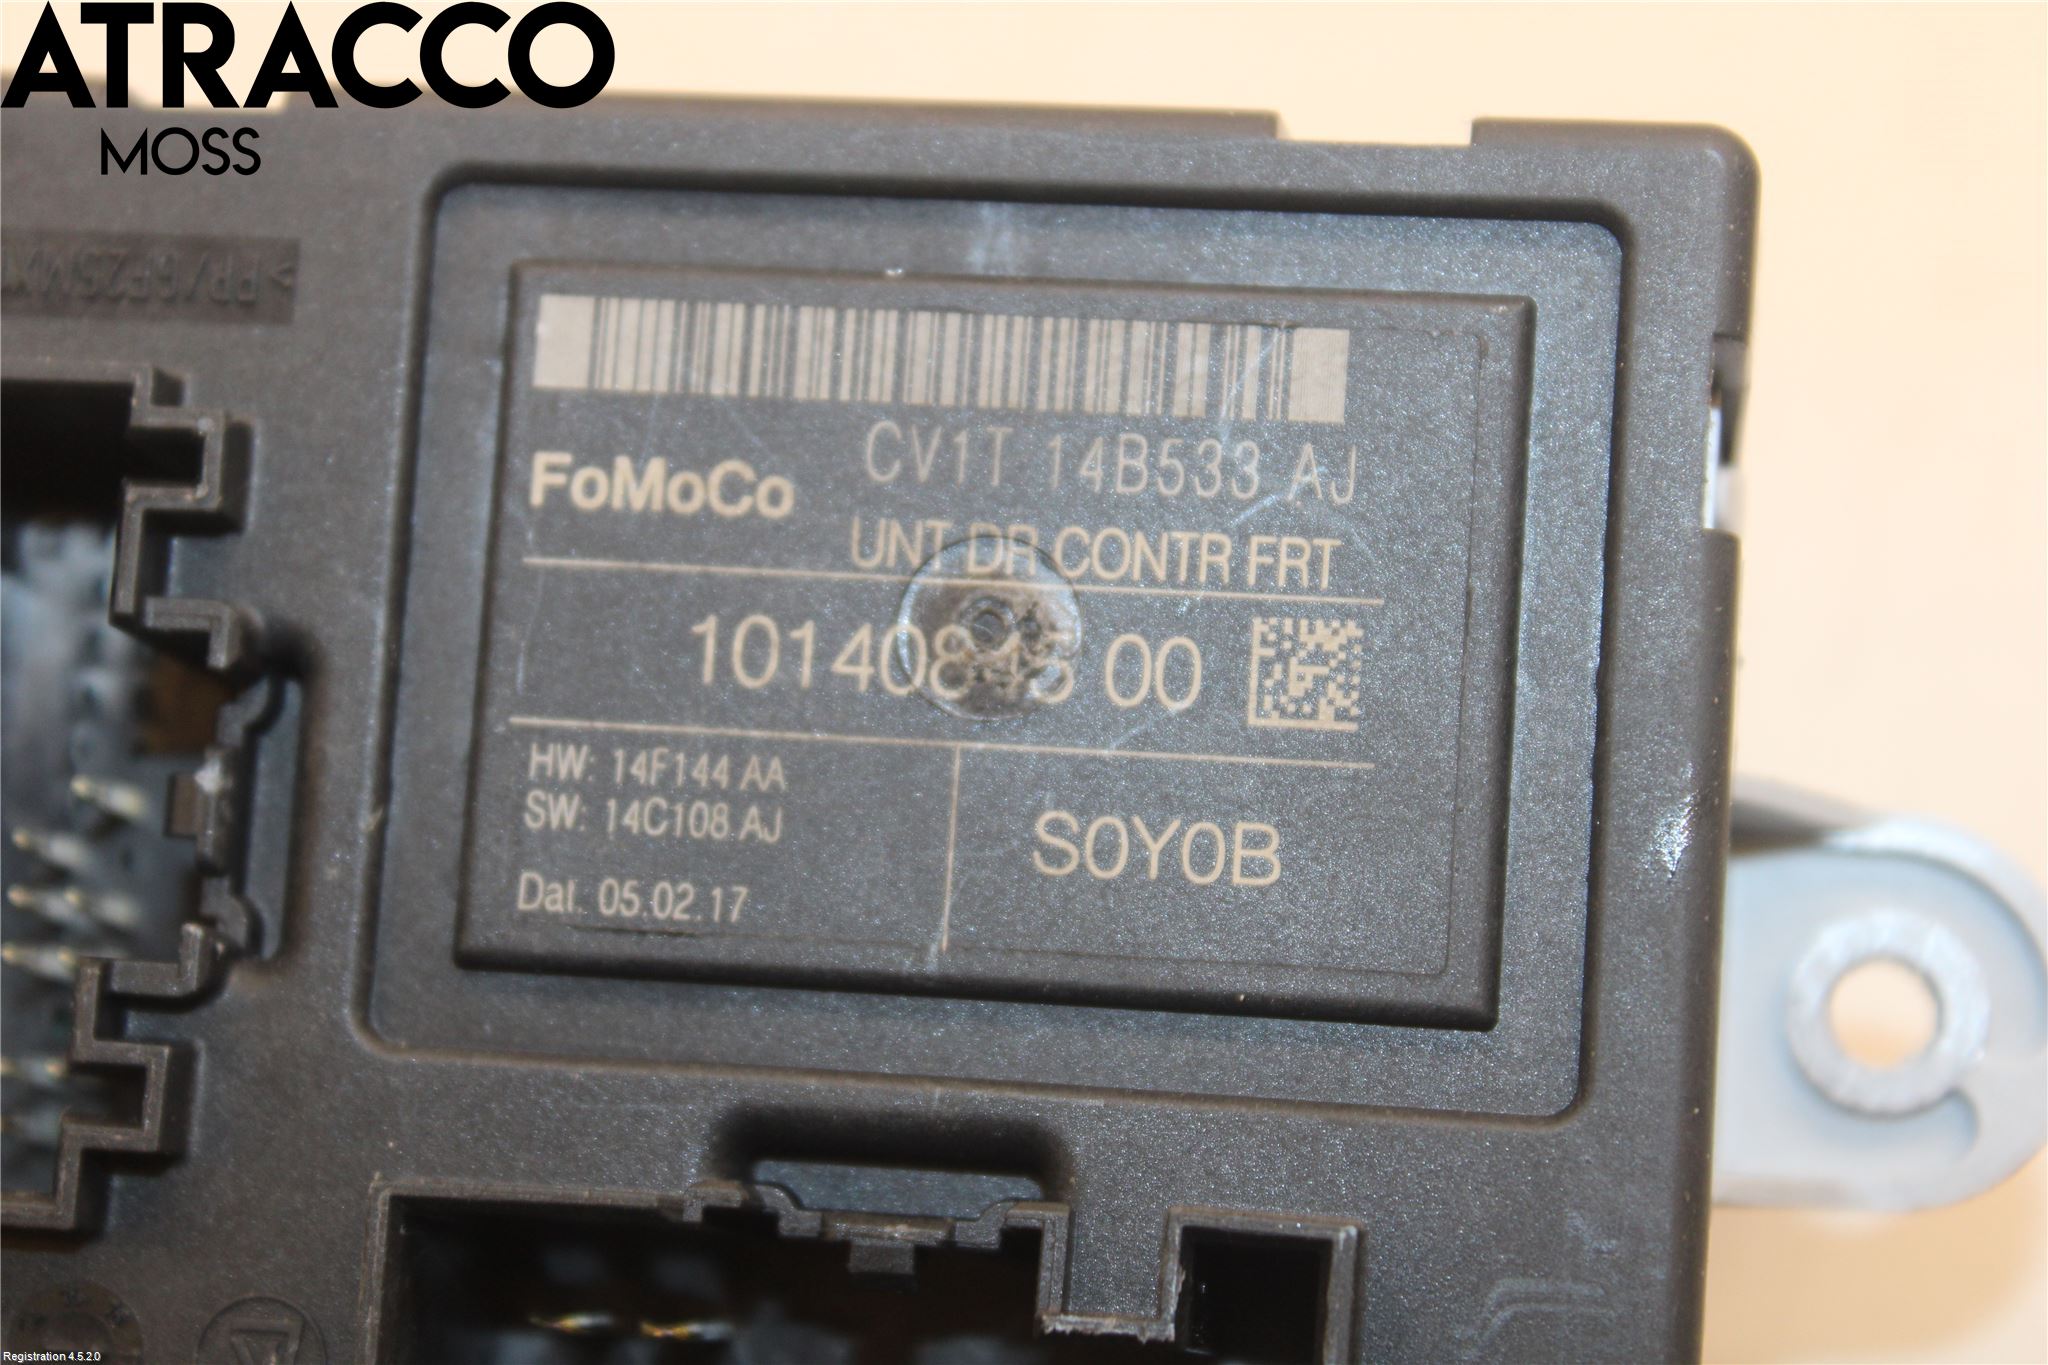 ATRACCO
MOSS
CV1T 14B533 AJ
FoMoCo
UNT DR CONTR FRT
00
HW: 14F144 AA
SW: 14C108 AJ
S0Y0B
Dat. 05.02.17
Registration 4.5.2.0